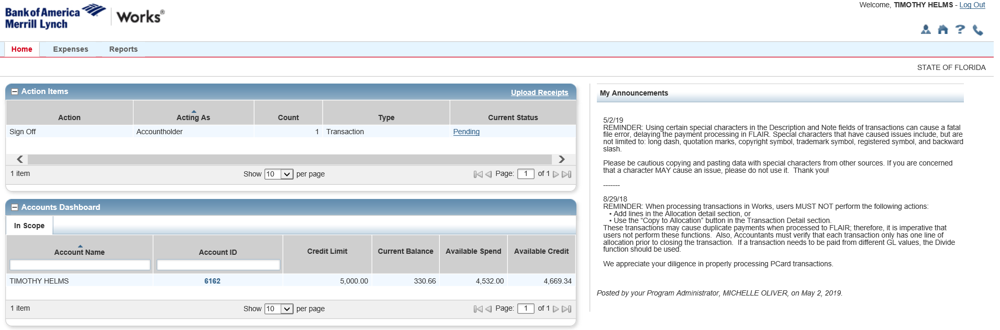 Bank of America
Merrill Lynch
Works®
Welcome, TIMOTHY HELMS - Log Out
?
Home Expenses Reports
STATE OF FLORIDA
Action Items Upload Receipts
Action Acting As Count Type Current Status
Sign Off Accountholder 1 Transaction Pending
1 item Show 10 per page Page: 1 of 1
Accounts Dashboard
In Scope
Account Name Account ID Credit Limit Current Balance Available Spend Available Credit
TIMOTHY HELMS 6162 5,000.00 330.66 4,532.00 4,669.34
1 item Show 10 per page Page: 1 of 1
My Announcements
5/2/19
REMINDER: Using certain special characters in the Description and Note fields of transactions can cause a fatal
file error, delaying the payment processing in FLAIR. Special characters that have caused issues include, but are
not limited to: long dash, quotation marks, copyright symbol, trademark symbol, registered symbol, and backward
slash.
Please be cautious copying and pasting data with special characters from other sources. If you are concerned
that a character MAY cause an issue, please do not use it. Thank you!
-------
8/29/18
REMINDER: When processing transactions in Works, users MUST NOT perform the following actions:
• Add lines in the Allocation detail section, or
• Use the “Copy to Allocation” button in the Transaction Detail section.
These transactions may cause duplicate payments when processed to FLAIR; therefore, it is imperative that
users not perform these functions. Also, Accountants must verify that each transaction only has one line of
allocation prior to closing the transaction. If a transaction needs to be paid from different GL values, the Divide
function should be used.
We appreciate your diligence in properly processing PCard transactions.
Posted by your Program Administrator, MICHELLE OLIVER, on May 2, 2019.